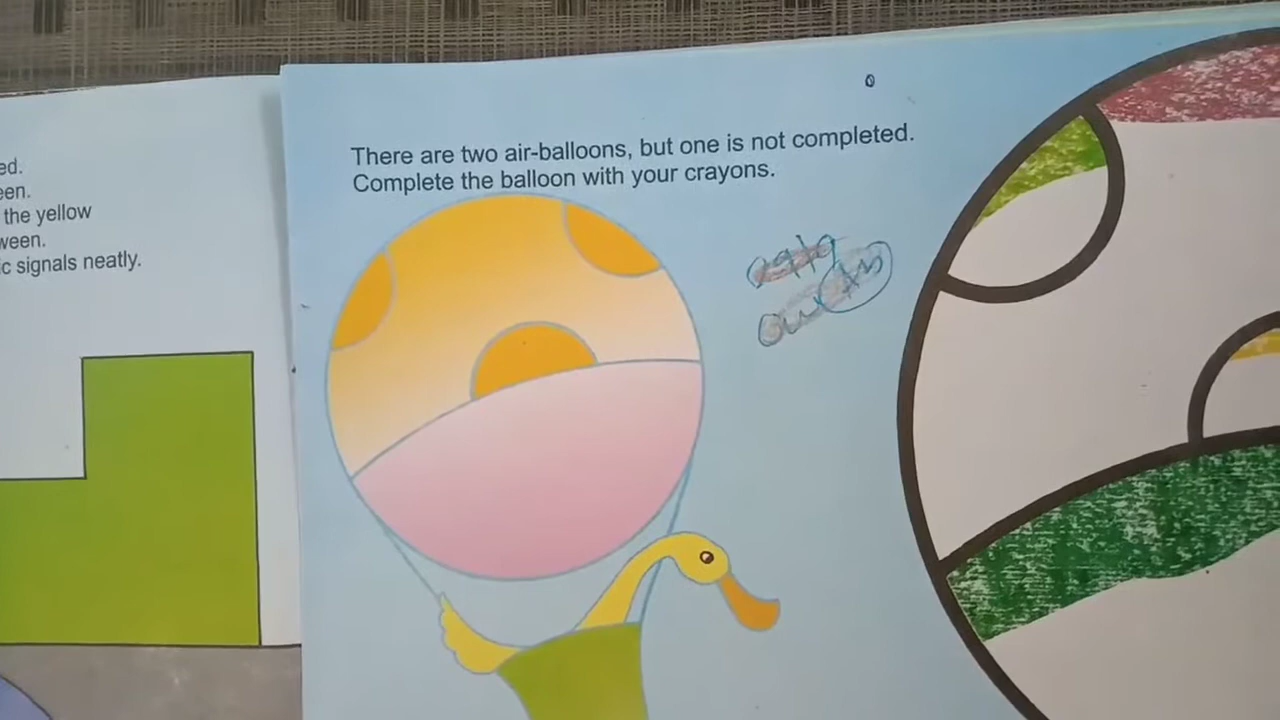 ed.
een.
the yellow
ween.
c signals neatly.
There are two air-balloons, but one is not completed.
Complete the balloon with your crayons.